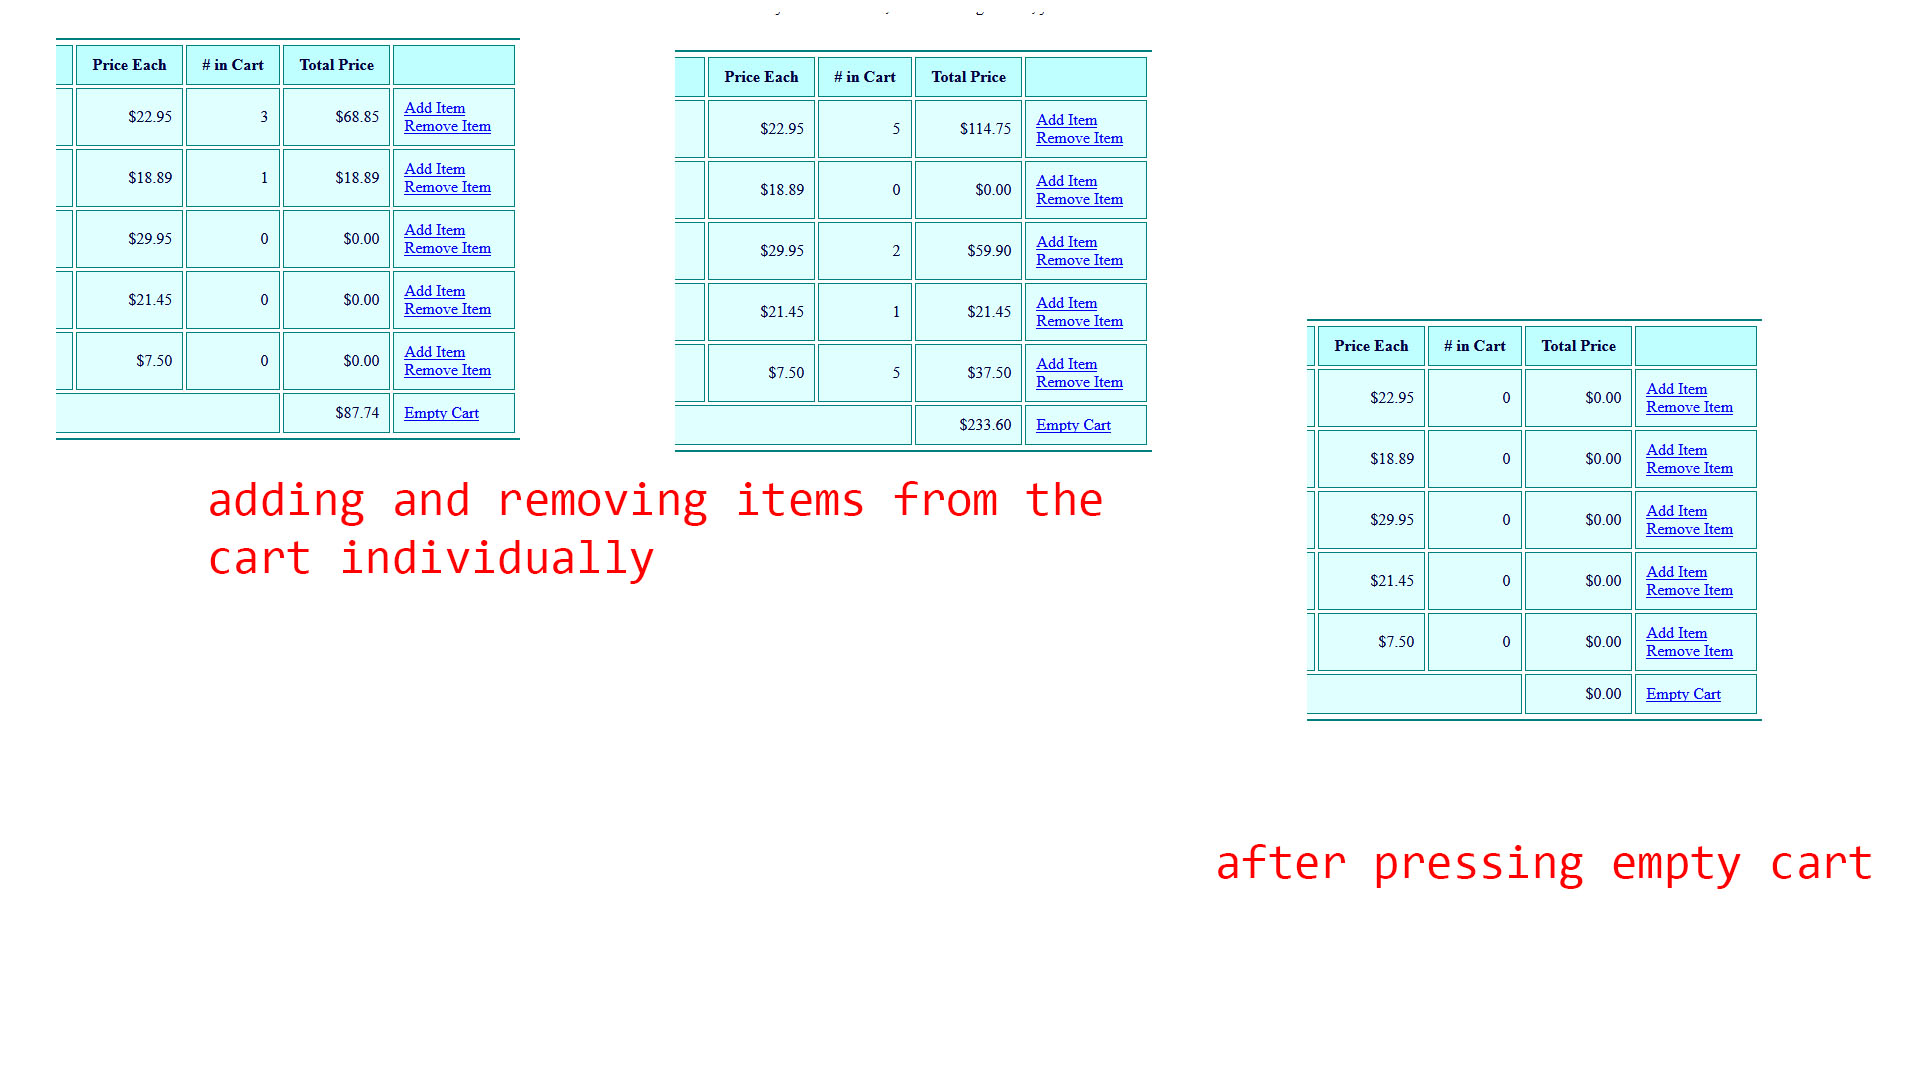 Price Each # in Cart Total Price
$22.95 3 $68.85 Add Item
Remove Item
$18.89 1 $18.89 Add Item
Remove Item
$29.95 0 $0.00 Add Item
Remove Item
$21.45 0 $0.00 Add Item
Remove Item
$7.50 0 $0.00 Add Item
Remove Item
$87.74 Empty Cart
Price Each # in Cart Total Price
$22.95 5 $114.75 Add Item
Remove Item
$18.89 0 $0.00 Add Item
Remove Item
$29.95 2 $59.90 Add Item
Remove Item
$21.45 1 $21.45 Add Item
Remove Item
$7.50 5 $37.50 Add Item
Remove Item
$233.60 Empty Cart
adding and removing items from the
cart individually
Price Each # in Cart Total Price
$22.95 0 $0.00 Add Item
Remove Item
$18.89 0 $0.00 Add Item
Remove Item
$29.95 0 $0.00 Add Item
Remove Item
$21.45 0 $0.00 Add Item
Remove Item
$7.50 0 $0.00 Add Item
Remove Item
$0.00 Empty Cart
after pressing empty cart